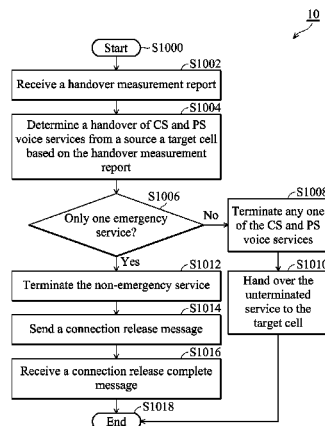 10
Start
S1000
S1002
Receive a handover measurement report
S1004
Determine a handover of CS and PS
voice services from a source a target cell
based on the handover measurement
report
S1006
Only one emergency
service?
No
Yes
S1008
Terminate any one
of the CS and PS
voice services
S1010
Hand over the
unterminated
service to the
target cell
S1012
Terminate the non-emergency service
S1014
Send a connection release message
S1016
Receive a connection release complete
message
S1018
End